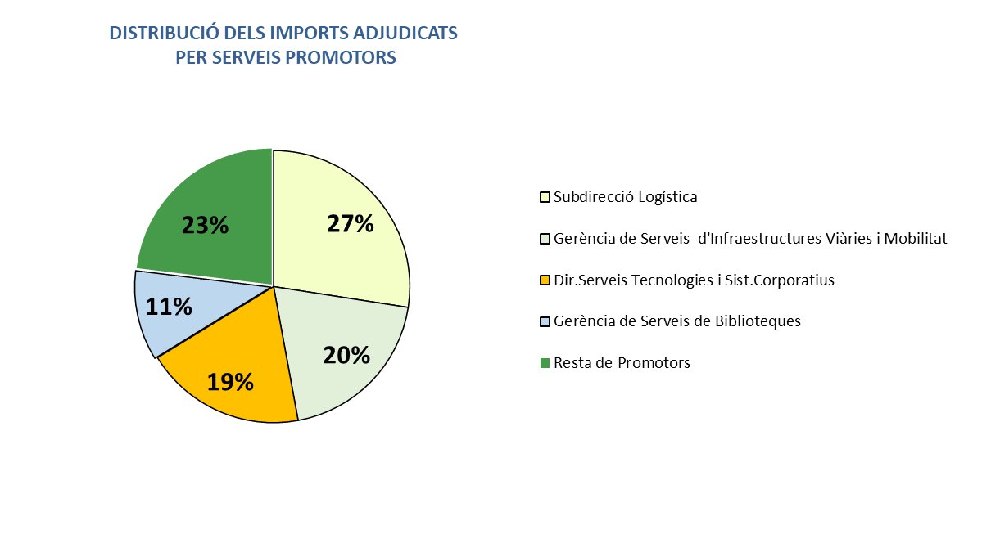 DISTRIBUCIÓ DELS IMPORTS ADJUDICATS
PER SERVEIS PROMOTORS
27%
20%
19%
11%
23%
Subdirecció Logística
Gerència de Serveis  d'Infraestructures Viàries i Mobilitat
Dir.Serveis Tecnologies i Sist.Corporatius
Gerència de Serveis de Biblioteques
Resta de Promotors